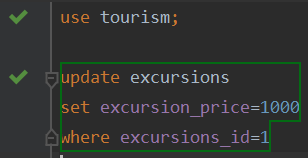 use tourism;
update excursions
set excursion_price=1000
where excursions_id=1